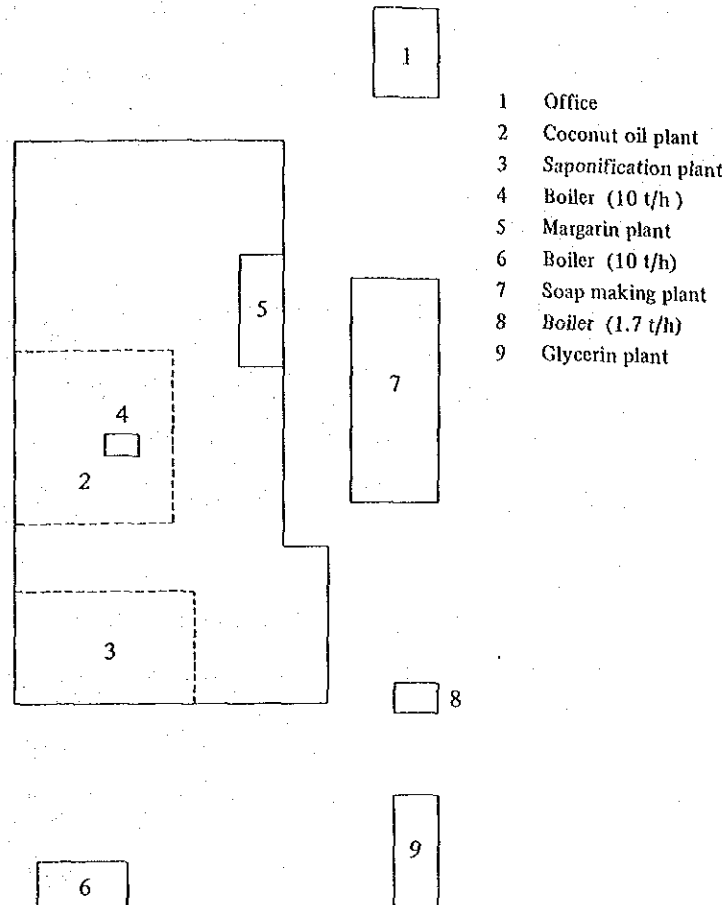 1
1 Office
2 Coconut oil plant
3 Saponification plant
4 Boiler (10 t/h )
5 Margarin plant
6 Boiler (10 t/h)
7 Soap making plant
8 Boiler (1.7 t/h)
9 Glycerin plant
5
7
4
2
3
8
9
6